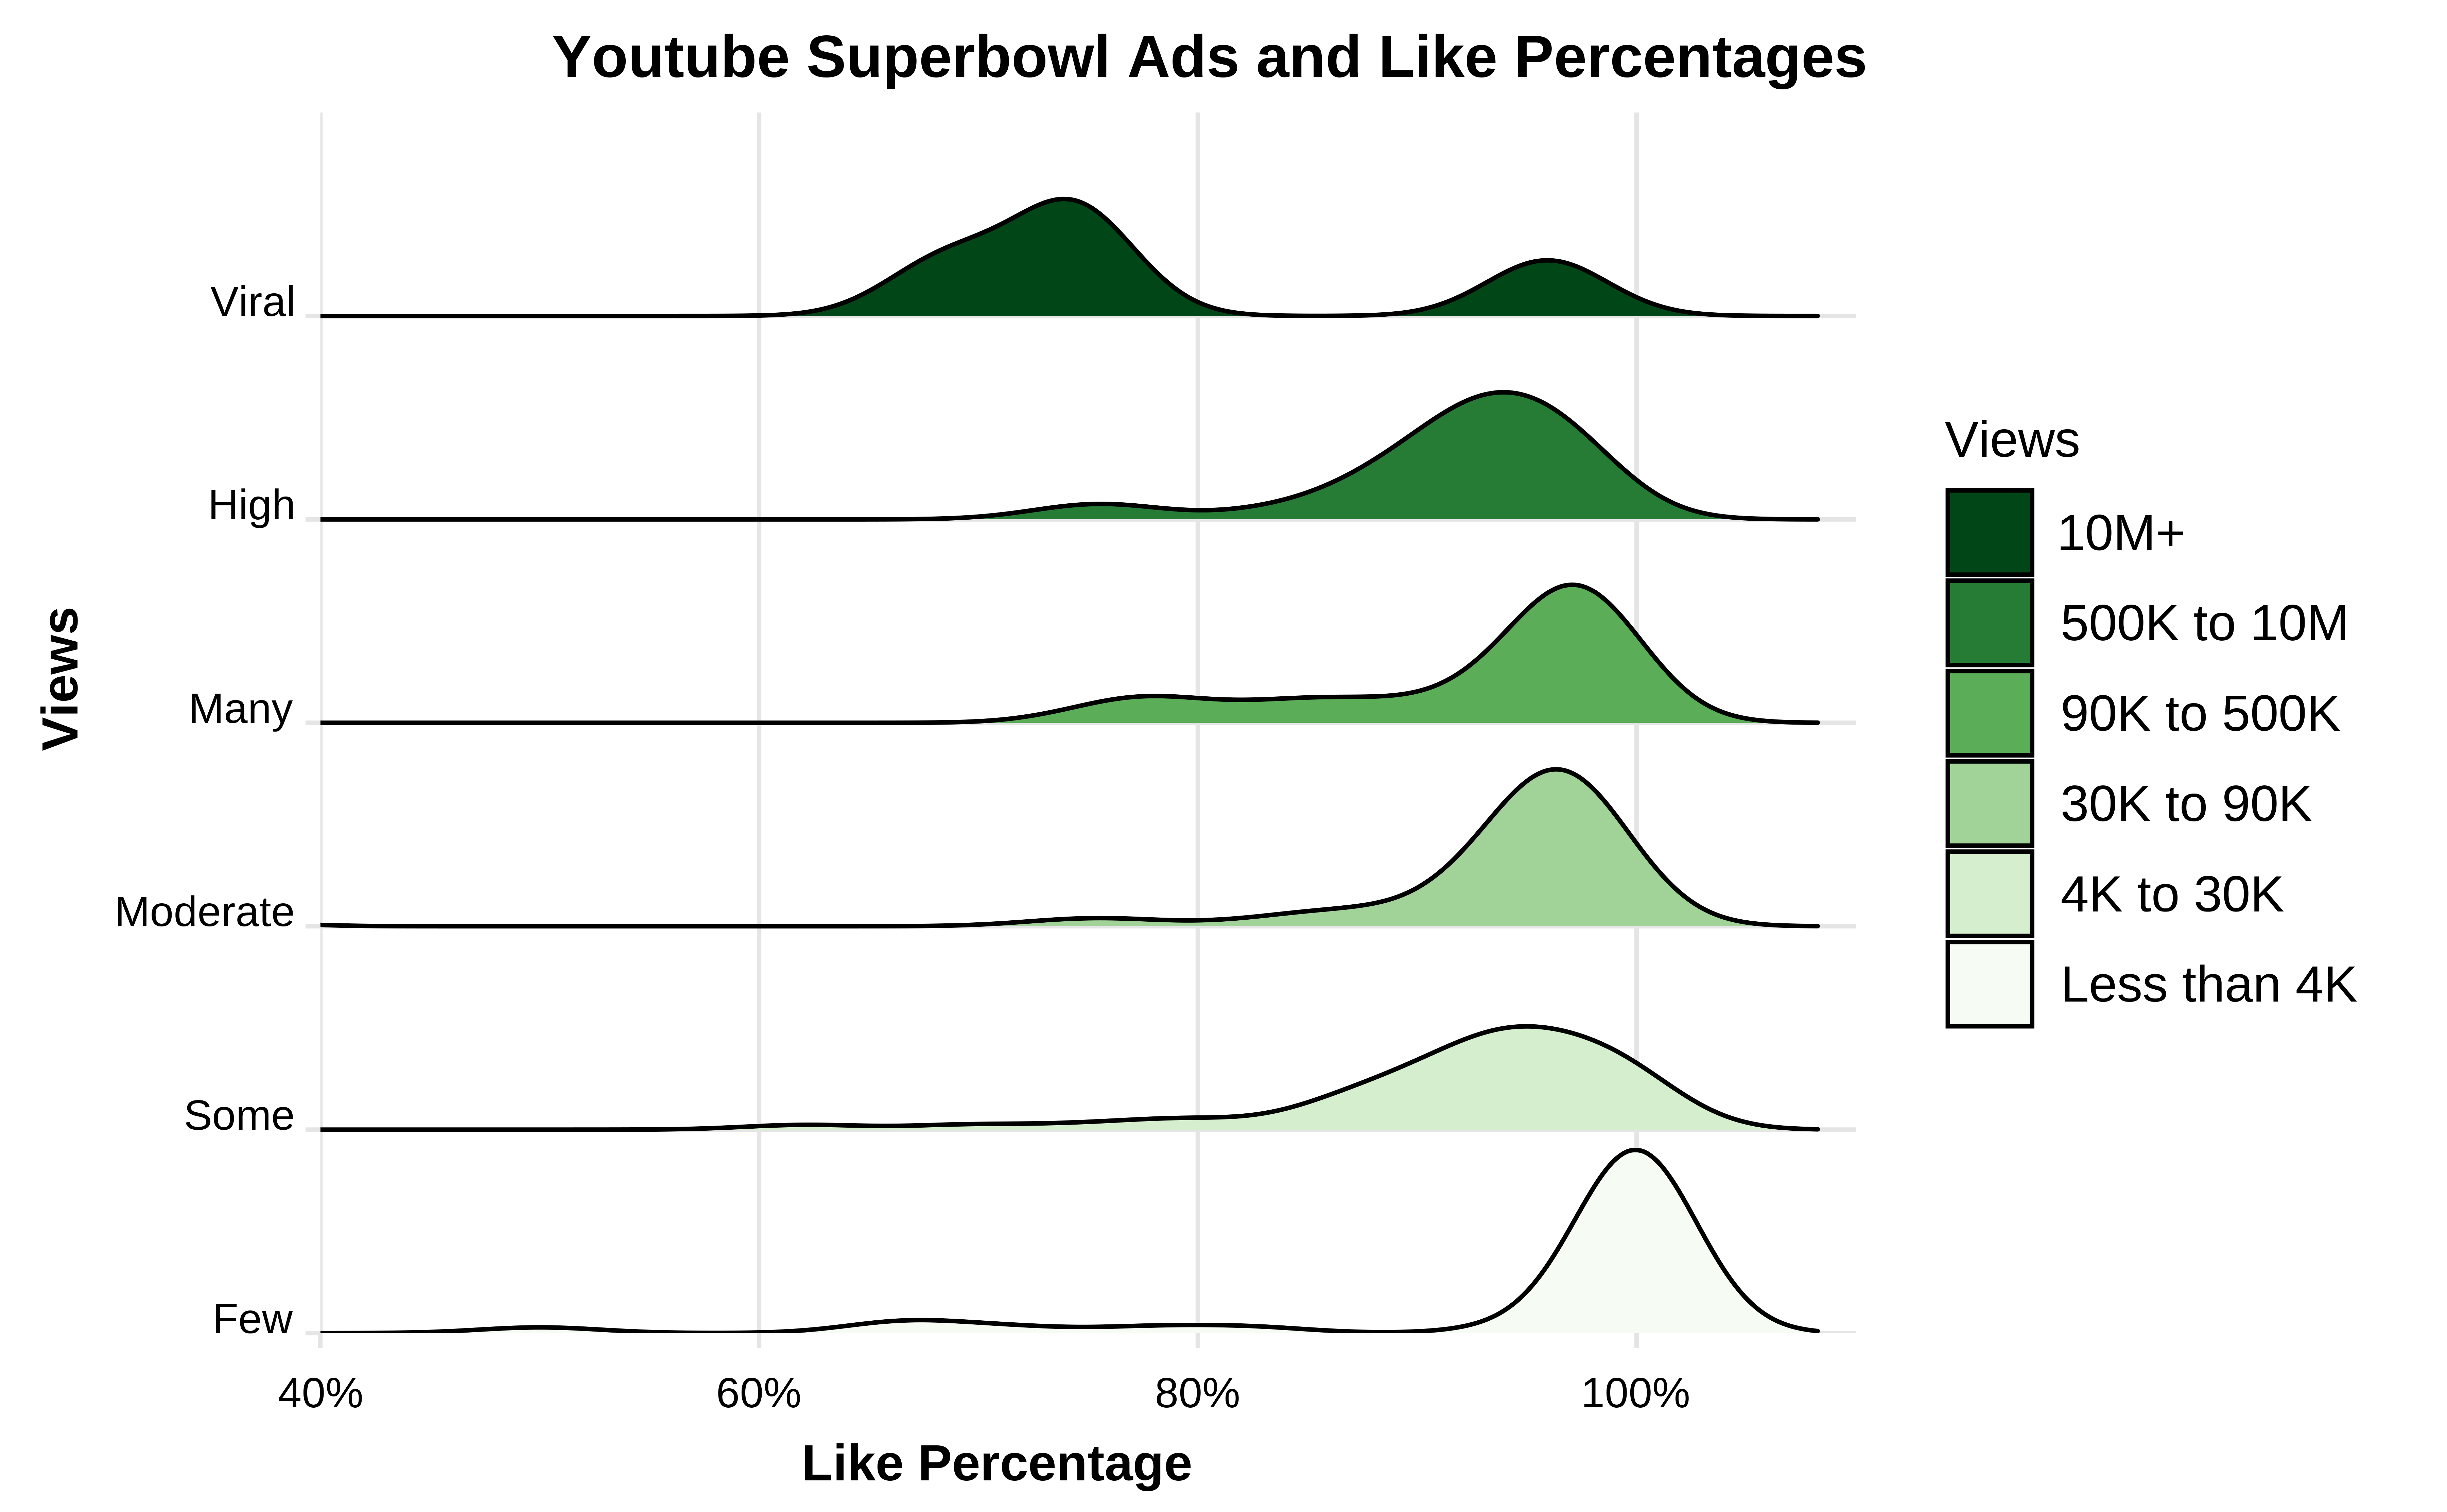 Youtube Superbowl Ads and Like Percentages
Views
Viral
High
Many
Moderate
Some
Few
40%
60%
80%
100%
Like Percentage
Views
10M+
500K to 10M
90K to 500K
30K to 90K
4K to 30K
Less than 4K